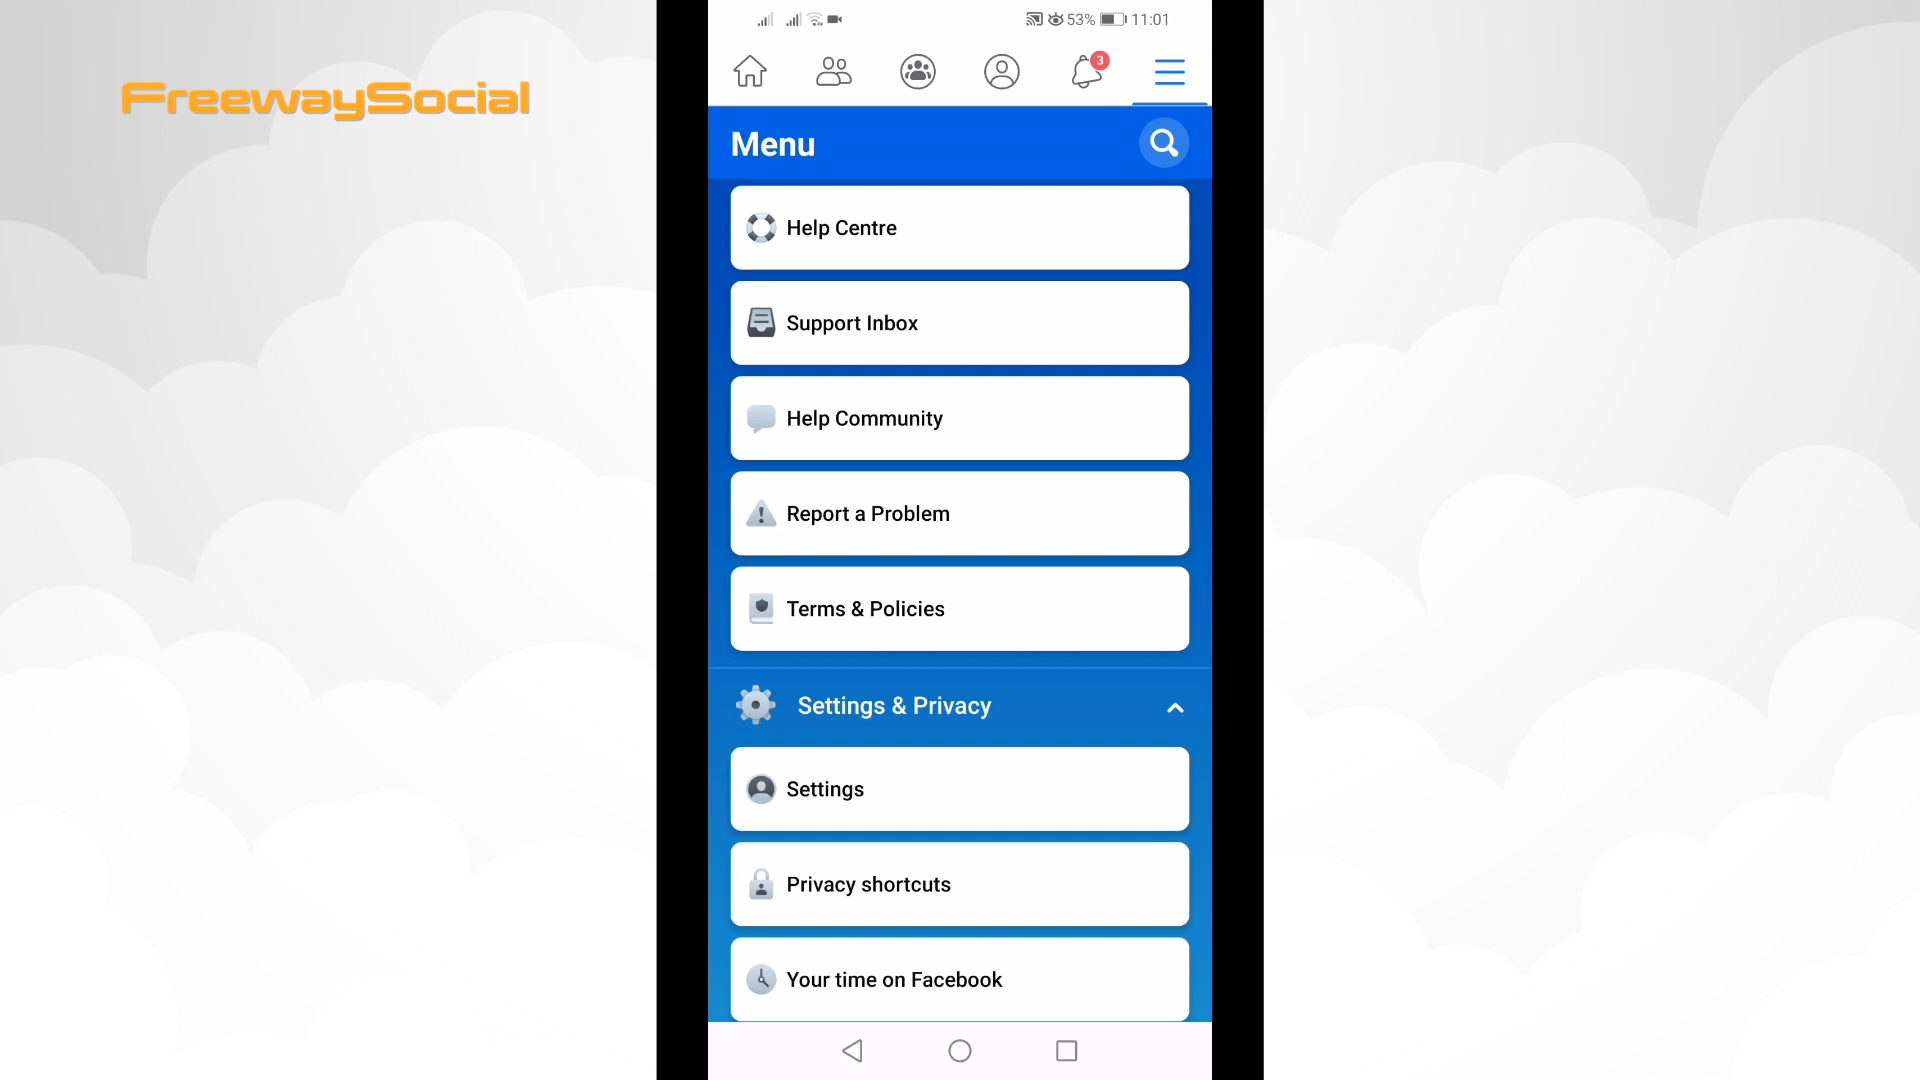 53% 11:01
FreewaySocial
3
Menu
Help Centre
Support Inbox
Help Community
Report a Problem
Terms & Policies
Settings & Privacy
Settings
Privacy shortcuts
Your time on Facebook